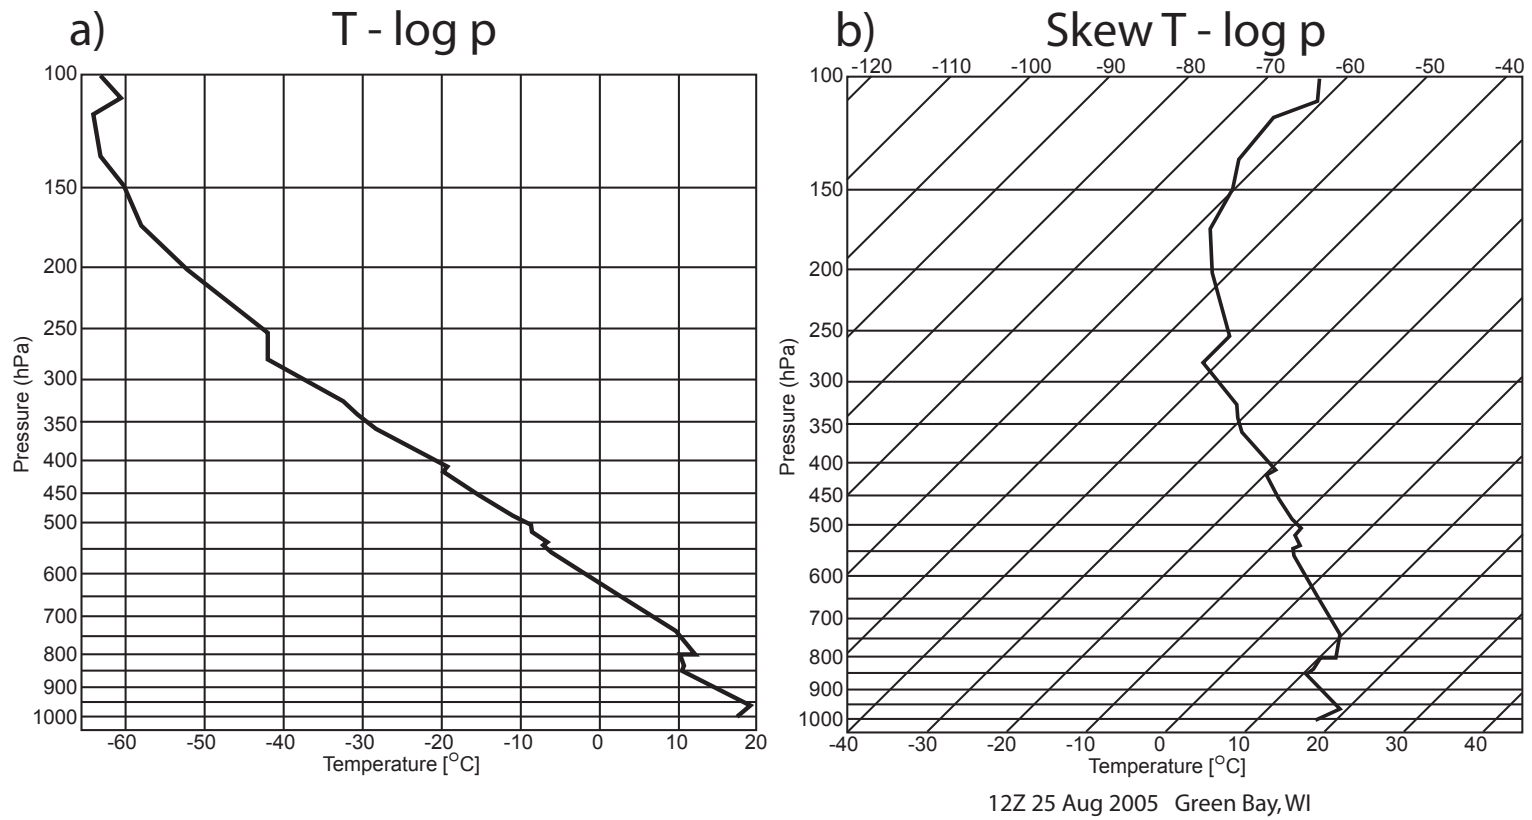 a) T - log p
100
150
200
250
300
350
400
450
500
600
700
800
900
1000
Pressure (hPa)
-60 -50 -40 -30 -20 -10 0 10 20
Temperature [°C]
b) Skew T - log p
-120 -110 -100 -90 -80 -70 -60 -50 -40
100
150
200
250
300
350
400
450
500
600
700
800
900
1000
Pressure (hPa)
-40 -30 -20 -10 0 10 20 30 40
Temperature [°C]
12Z 25 Aug 2005 Green Bay, WI